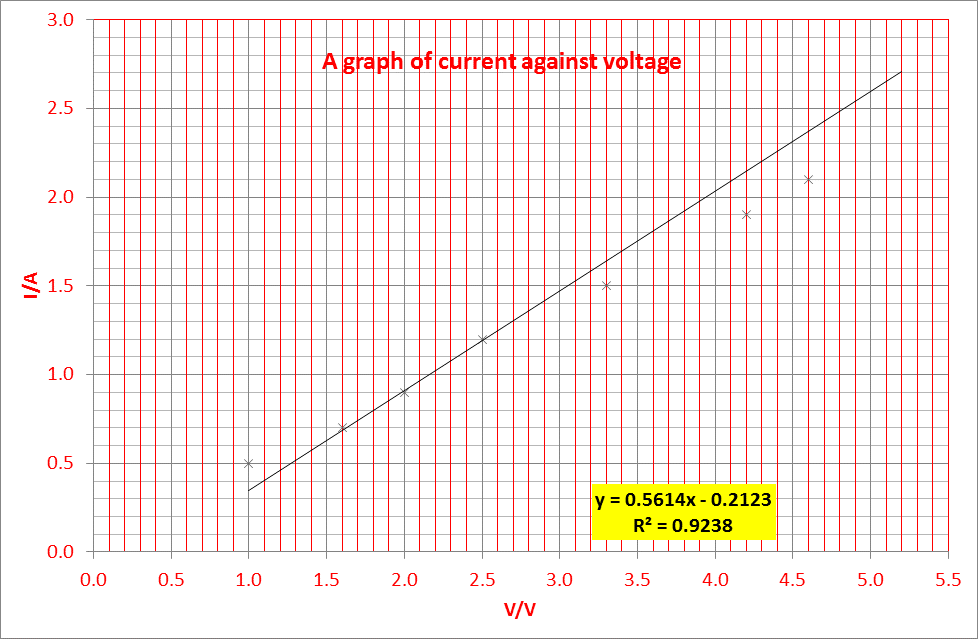 A graph of current against voltage
3.0
2.5
2.0
1.5
1.0
0.5
0.0
I/A
y = 0.5614x - 0.2123
R² = 0.9238
0.0 0.5 1.0 1.5 2.0 2.5 3.0 3.5 4.0 4.5 5.0 5.5
V/V